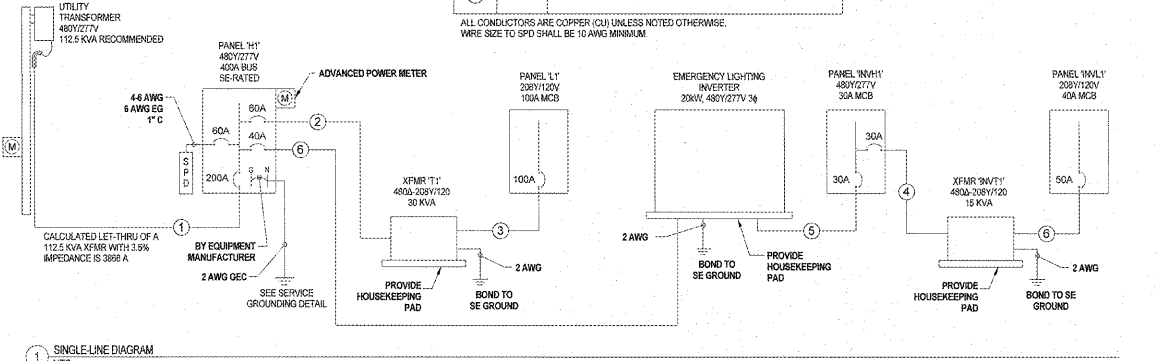 ALL CONDUCTORS ARE COPPER (CU) UNLESS NOTED OTHERWISE.
WIRE SIZE TO SPD SHALL BE 10 AWG MINIMUM.
UTILITY
TRANSFORMER
480Y/277V
112.5 KVA RECOMMENDED
M
PANEL 'H1'
480Y/277V
400A BUS
SE-RATED
M
ADVANCED POWER METER
4-6 AWG
6 AWG EG
1" C
60A
60A
40A
200A
SPD
G N
2
6
1
CALCULATED LET-THRU OF A
112.5 KVA XFMR WITH 3.5%
IMPEDANCE IS 3866 A
BY EQUIPMENT
MANUFACTURER
2 AWG GEC
SEE SERVICE
GROUNDING DETAIL
PANEL 'L1'
208Y/120V
100A MCB
100A
XFMR 'T1'
480Δ-208Y/120
30 KVA
3
2 AWG
PROVIDE
HOUSEKEEPING
PAD
BOND TO
SE GROUND
EMERGENCY LIGHTING
INVERTER
20kW, 480Y/277V 3ϕ
2 AWG
BOND TO
SE GROUND
PROVIDE
HOUSEKEEPING
PAD
5
PANEL 'INVH1'
480Y/277V
30A MCB
30A
30A
4
XFMR 'INVT1'
480Δ-208Y/120
15 KVA
6
2 AWG
PROVIDE
HOUSEKEEPING
PAD
BOND TO SE
GROUND
PANEL 'INVL1'
208Y/120V
40A MCB
50A
1
SINGLE-LINE DIAGRAM